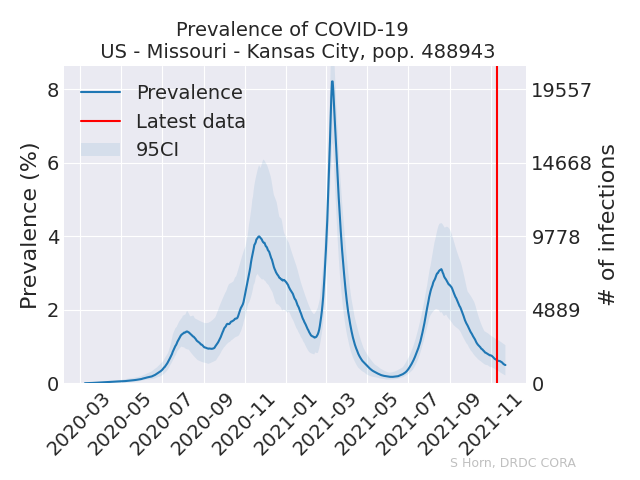 Prevalence of COVID-19
US - Missouri - Kansas City, pop. 488943
Prevalence
Latest data
95CI
Prevalence (%)
8
6
4
2
0
# of infections
19557
14668
9778
4889
0
2020-03
2020-05
2020-07
2020-09
2020-11
2021-01
2021-03
2021-05
2021-07
2021-09
2021-11
S Horn, DRDC CORA